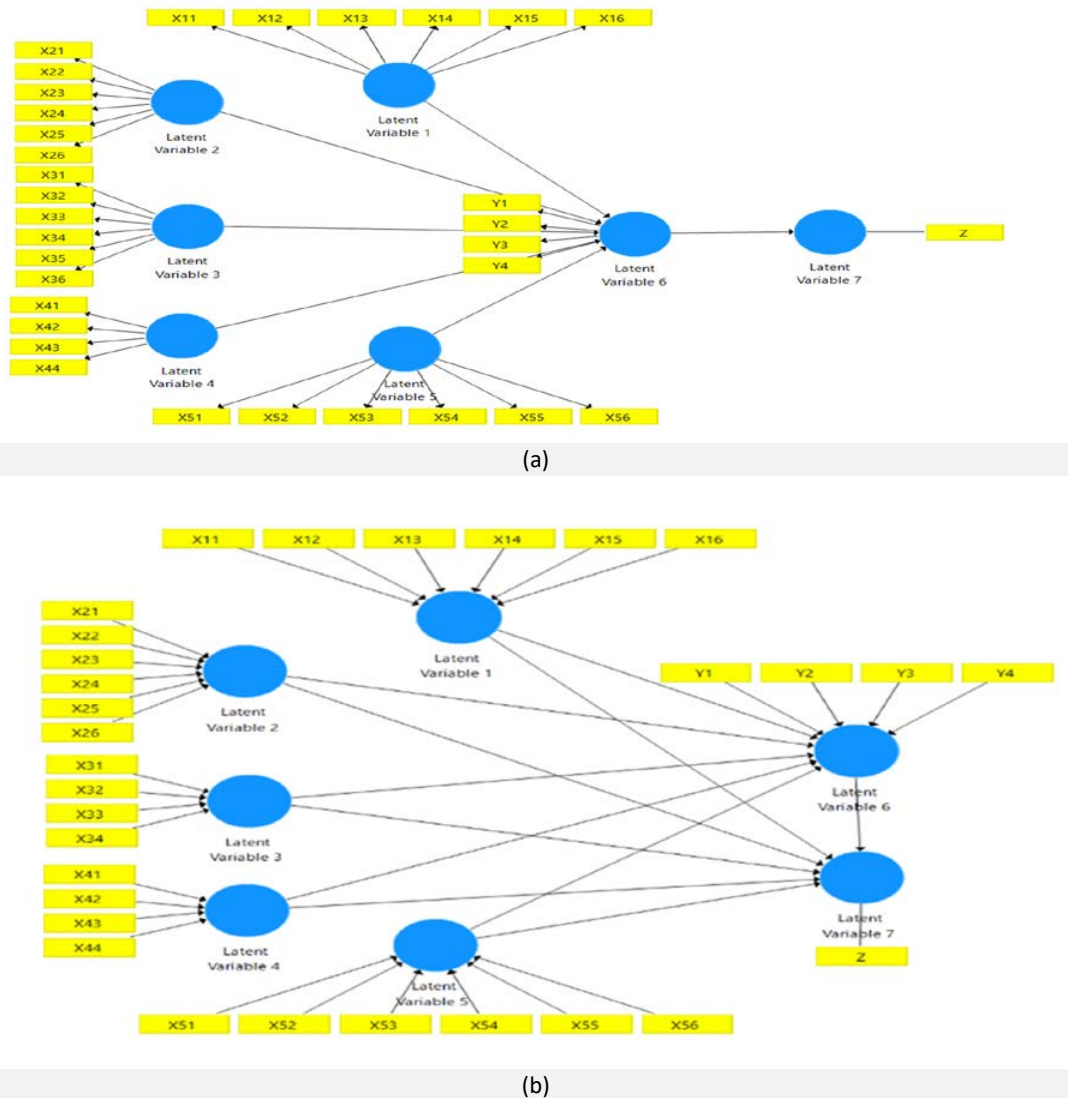 X11 X12 X13 X14 X15 X16
X21
X22
X23
X24
X25
X26
Latent
Variable 1
Latent
Variable 2
X31
X32
X33
X34
X35
X36
Latent
Variable 3
Y1
Y2
Y3
Y4
Latent
Variable 6
Latent
Variable 7
Z
X41
X42
X43
X44
Latent
Variable 4
Latent
Variable 5
X51 X52 X53 X54 X55 X56
(a)
X11 X12 X13 X14 X15 X16
X21
X22
X23
X24
X25
X26
Latent
Variable 1
Latent
Variable 2
Y1 Y2 Y3 Y4
X31
X32
X33
X34
Latent
Variable 3
Latent
Variable 6
X41
X42
X43
X44
Latent
Variable 4
Latent
Variable 7
Z
Latent
Variable 5
X51 X52 X53 X54 X55 X56
(b)